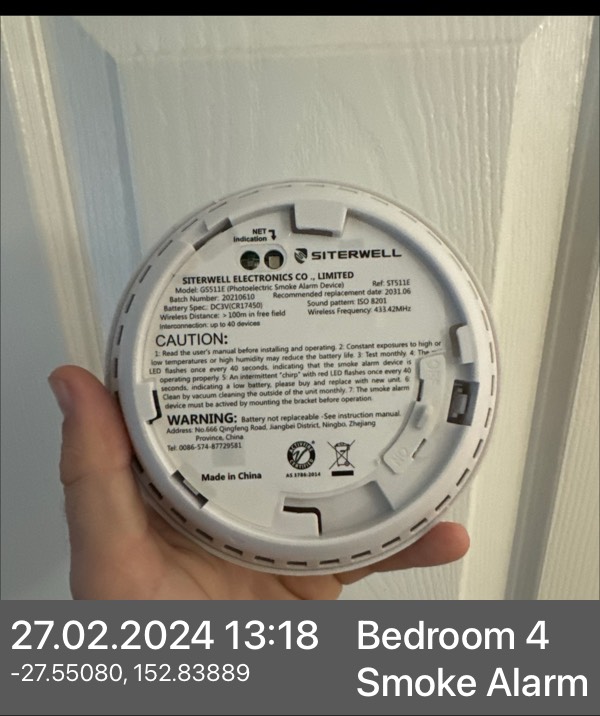 NET
Indication
SITERWELL
SITERWELL ELECTRONICS CO ., LIMITED
Model: GS511E (Photoelectric Smoke Alarm Device) Ref: ST511E
Batch Number: 20210610 Recommended replacement date: 2031.06
Battery Spec: DC3V(CR17450) Sound pattern: ISO 8201
Wireless Distance: >100m in free field Wireless Frequency: 433.42MHz
Interconnection: up to 40 devices
CAUTION:
1: Read the user's manual before installing and operating. 2: Constant exposures to high or
low temperatures or high humidity may reduce the battery life. 3: Test monthly. 4: The
LED flashes once every 40 seconds, indicating that the smoke alarm device is
operating properly. 5: An intermittent "chirp" with red LED flashes once every 40
seconds, indicating a low battery, please buy and replace with new unit. 6:
Clean by vacuum cleaning the outside of the unit monthly. 7: The smoke alarm
device must be actived by mounting the bracket before operation.
WARNING: Battery not replaceable -See instruction manual.
Address: No.666 Qingfeng Road, Jiangbei District, Ningbo, Zhejiang
Province, China
Tel: 0086-574-87729581
Made in China
AS 3786:2014
27.02.2024 13:18
-27.55080, 152.83889
Bedroom 4
Smoke Alarm